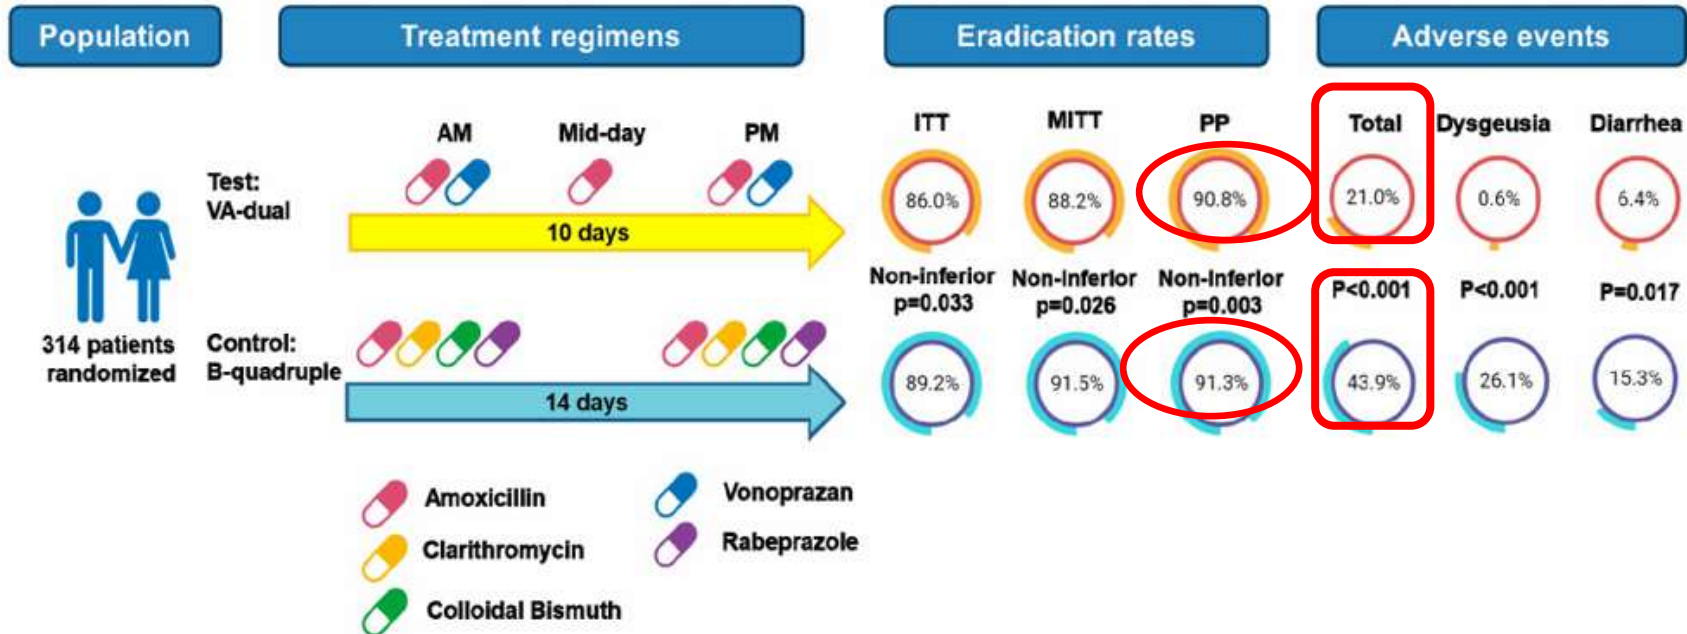 Population
Treatment regimens
Eradication rates
Adverse events
AM
Mid-day
PM
ITT
MITT
PP
Total
Dysgeusia
Diarrhea
Test:
VA-dual
10 days
86.0%
88.2%
90.8%
21.0%
0.6%
6.4%
Non-inferior
p=0.033
Non-inferior
p=0.026
Non-inferior
p=0.003
P<0.001
P<0.001
P=0.017
314 patients
randomized
Control:
B-quadruple
14 days
89.2%
91.5%
91.3%
43.9%
26.1%
15.3%
Amoxicillin
Vonoprazan
Clarithromycin
Rabeprazole
Colloidal Bismuth